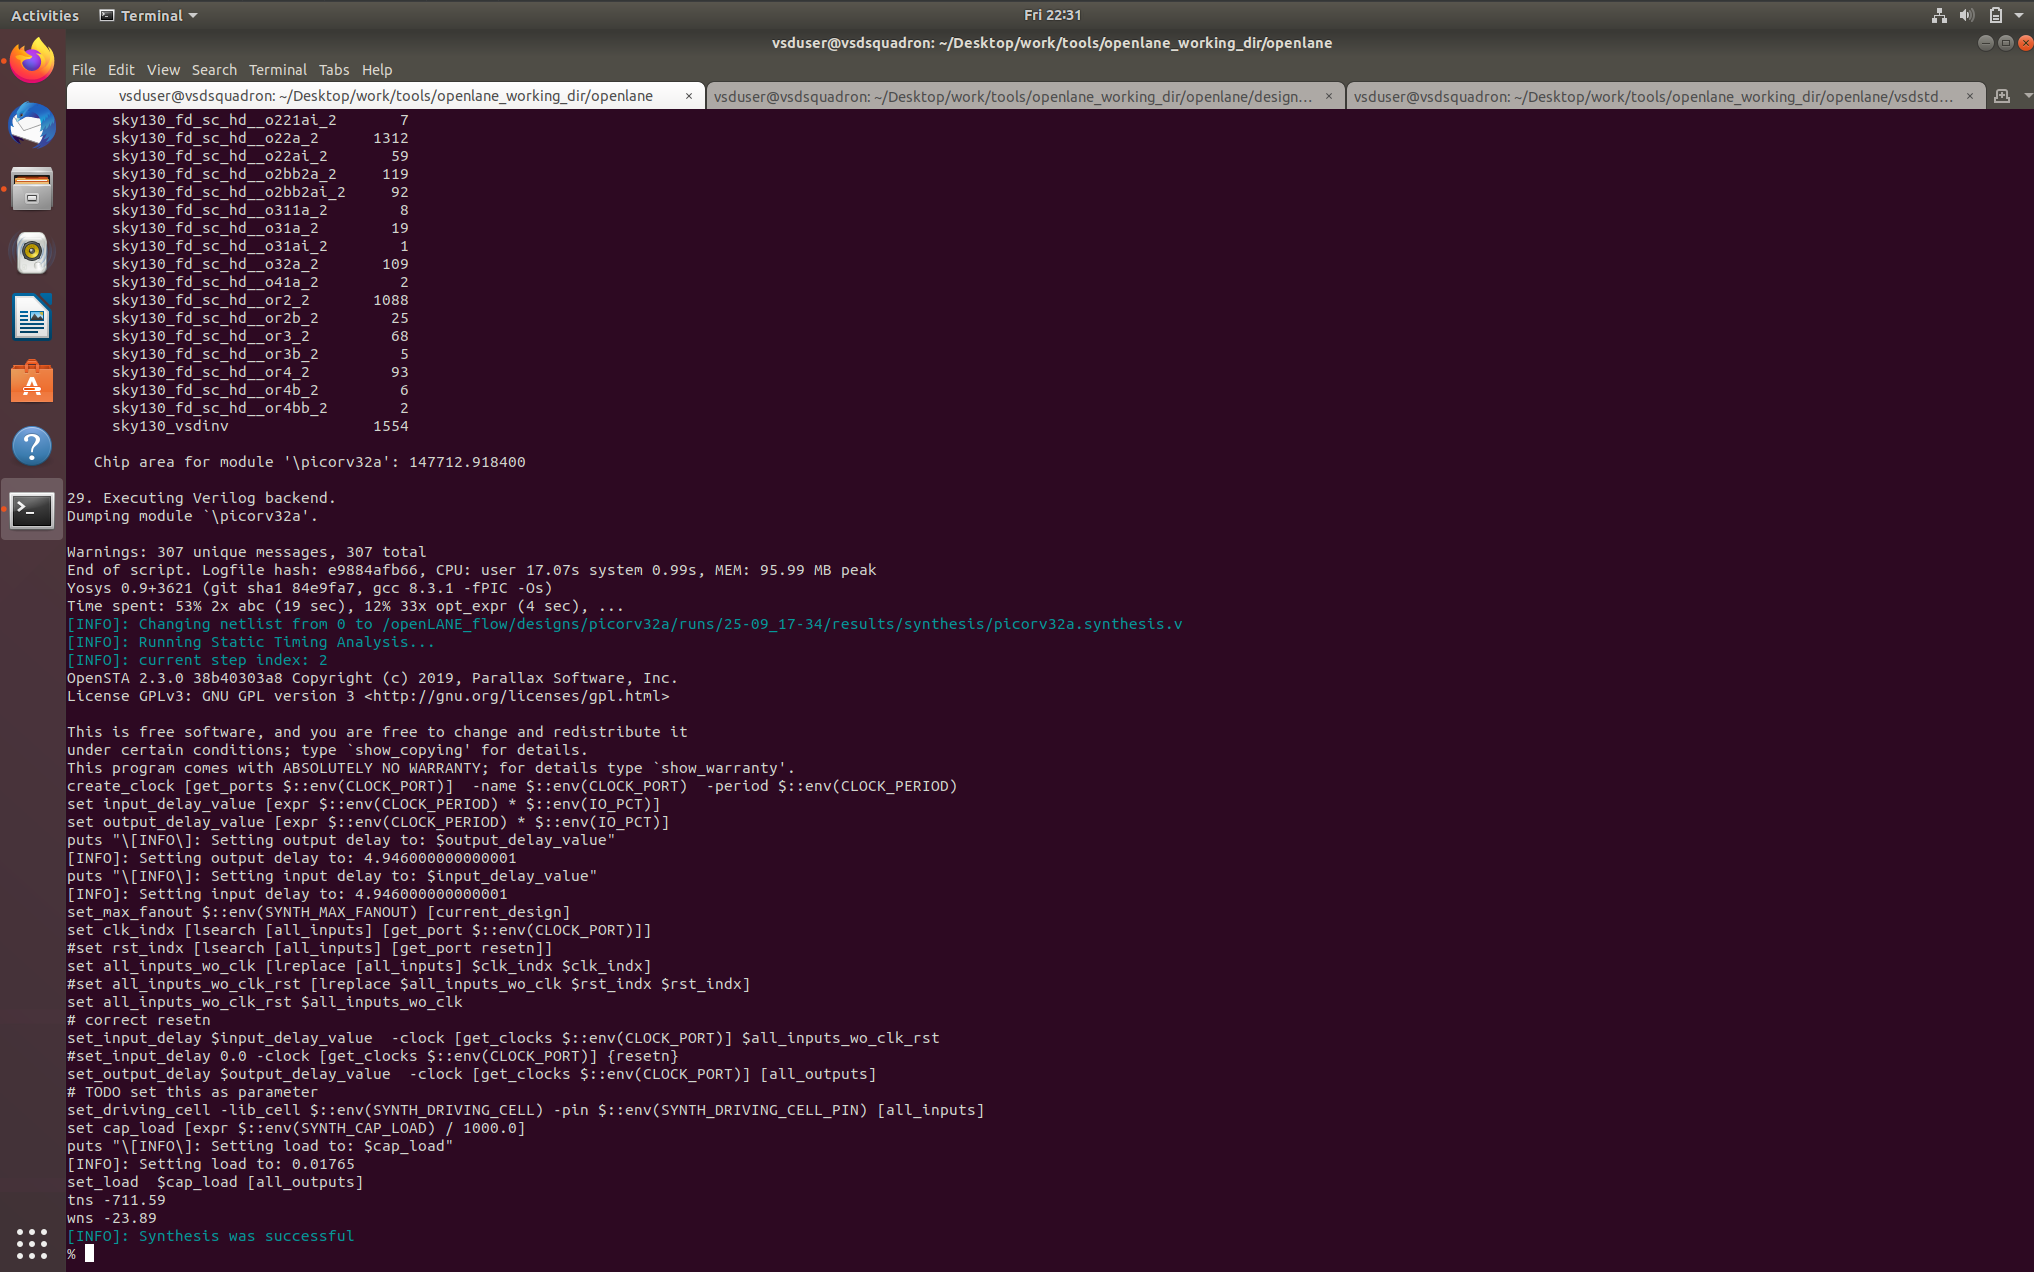 Activities
Terminal
Fri 22:31
vsduser@vsdsquadron: ~/Desktop/work/tools/openlane_working_dir/openlane
File Edit View Search Terminal Tabs Help
vsduser@vsdsquadron: ~/Desktop/work/tools/openlane_working_dir/openlane × vsduser@vsdsquadron: ~/Desktop/work/tools/openlane_working_dir/openlane/design... × vsduser@vsdsquadron: ~/Desktop/work/tools/openlane_working_dir/openlane/vsdstd... ×
sky130_fd_sc_hd__o221ai_2 7
sky130_fd_sc_hd__o22a_2 1312
sky130_fd_sc_hd__o22ai_2 59
sky130_fd_sc_hd__o2bb2a_2 119
sky130_fd_sc_hd__o2bb2ai_2 92
sky130_fd_sc_hd__o311a_2 8
sky130_fd_sc_hd__o31a_2 19
sky130_fd_sc_hd__o31ai_2 1
sky130_fd_sc_hd__o32a_2 109
sky130_fd_sc_hd__o41a_2 2
sky130_fd_sc_hd__or2_2 1088
sky130_fd_sc_hd__or2b_2 25
sky130_fd_sc_hd__or3_2 68
sky130_fd_sc_hd__or3b_2 5
sky130_fd_sc_hd__or4_2 93
sky130_fd_sc_hd__or4b_2 6
sky130_fd_sc_hd__or4bb_2 2
sky130_vsdinv 1554
Chip area for module '\picorv32a': 147712.918400
29. Executing Verilog backend.
Dumping module `\picorv32a'.
Warnings: 307 unique messages, 307 total
End of script. Logfile hash: e9884afb66, CPU: user 17.07s system 0.99s, MEM: 95.99 MB peak
Yosys 0.9+3621 (git sha1 84e9fa7, gcc 8.3.1 -fPIC -Os)
Time spent: 53% 2x abc (19 sec), 12% 33x opt_expr (4 sec), ...
[INFO]: Changing netlist from 0 to /openLANE_flow/designs/picorv32a/runs/25-09_17-34/results/synthesis/picorv32a.synthesis.v
[INFO]: Running Static Timing Analysis...
[INFO]: current step index: 2
OpenSTA 2.3.0 38b40303a8 Copyright (c) 2019, Parallax Software, Inc.
License GPLv3: GNU GPL version 3 <http://gnu.org/licenses/gpl.html>
This is free software, and you are free to change and redistribute it
under certain conditions; type `show_copying' for details.
This program comes with ABSOLUTELY NO WARRANTY; for details type `show_warranty'.
create_clock [get_ports $::env(CLOCK_PORT)]  -name $::env(CLOCK_PORT)  -period $::env(CLOCK_PERIOD)
set input_delay_value [expr $::env(CLOCK_PERIOD) * $::env(IO_PCT)]
set output_delay_value [expr $::env(CLOCK_PERIOD) * $::env(IO_PCT)]
puts "\[INFO\]: Setting output delay to: $output_delay_value"
[INFO]: Setting output delay to: 4.946000000000001
puts "\[INFO\]: Setting input delay to: $input_delay_value"
[INFO]: Setting input delay to: 4.946000000000001
set_max_fanout $::env(SYNTH_MAX_FANOUT) [current_design]
set clk_indx [lsearch [all_inputs] [get_port $::env(CLOCK_PORT)]]
#set rst_indx [lsearch [all_inputs] [get_port resetn]]
set all_inputs_wo_clk [lreplace [all_inputs] $clk_indx $clk_indx]
#set all_inputs_wo_clk_rst [lreplace $all_inputs_wo_clk $rst_indx $rst_indx]
set all_inputs_wo_clk_rst $all_inputs_wo_clk
# correct resetn
set_input_delay $input_delay_value  -clock [get_clocks $::env(CLOCK_PORT)] $all_inputs_wo_clk_rst
#set_input_delay 0.0 -clock [get_clocks $::env(CLOCK_PORT)] {resetn}
set_output_delay $output_delay_value  -clock [get_clocks $::env(CLOCK_PORT)] [all_outputs]
# TODO set this as parameter
set_driving_cell -lib_cell $::env(SYNTH_DRIVING_CELL) -pin $::env(SYNTH_DRIVING_CELL_PIN) [all_inputs]
set cap_load [expr $::env(SYNTH_CAP_LOAD) / 1000.0]
puts "\[INFO\]: Setting load to: $cap_load"
[INFO]: Setting load to: 0.01765
set_load  $cap_load [all_outputs]
tns -711.59
wns -23.89
[INFO]: Synthesis was successful
%